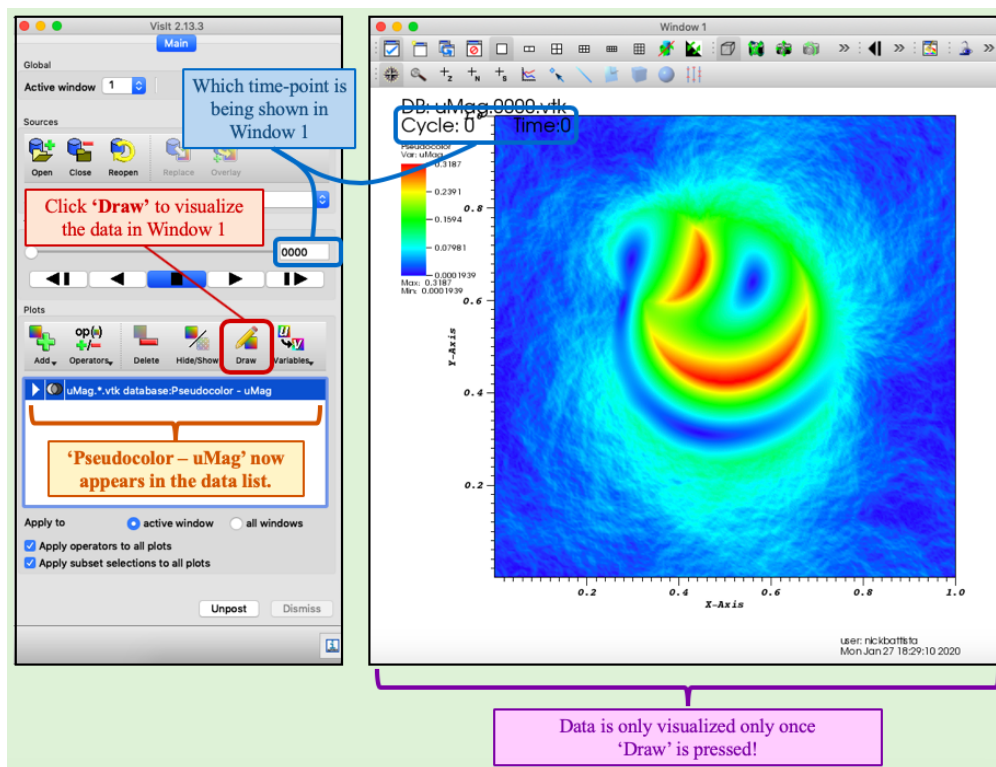 VisIt 2.13.3
Main
Global
Active window 1
Which time-point is
being shown in
Window 1
Sources
Open Close Reopen Replace Overlay
Click ‘Draw’ to visualize
the data in Window 1
0000
Plots
op(=)
+/-
Add Operators Delete Hide/Show Draw Variables
uMag.*.vtk database:Pseudocolor - uMag
‘Pseudocolor – uMag’ now
appears in the data list.
Apply to active window all windows
Apply operators to all plots
Apply subset selections to all plots
Unpost Dismiss
Window 1
DB: uMag.0000.vtk
Cycle: 0 Time:0
Pseudocolor
Var: uMag
0.3187
0.2391
0.1594
0.07981
0.0001939
Max: 0.3187
Min: 0.0001939
0.8
0.6
0.4
0.2
Y-Axis
0.2 0.4 0.6 0.8 1.0
X-Axis
user: nickbattista
Mon Jan 27 18:29:10 2020
Data is only visualized only once
‘Draw’ is pressed!